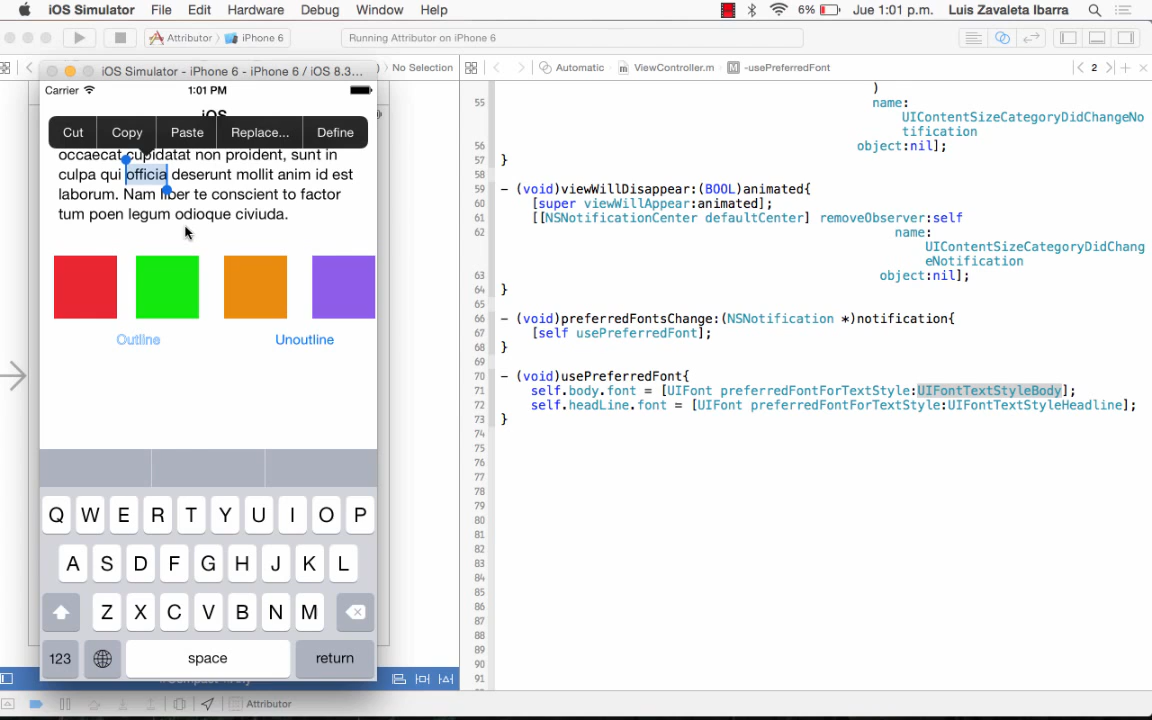 iOS Simulator File Edit Hardware Debug Window Help 6% Jue 1:01 p.m. Luis Zavaleta Ibarra
Attributor iPhone 6 Running Attributor on iPhone 6
iOS Simulator - iPhone 6 - iPhone 6 / iOS 8.3... No Selection Automatic ViewController.m M -usePreferredFont 2
Carrier 1:01 PM
iOS
Cut Copy Paste Replace... Define
occaecat cupidatat non proident, sunt in
culpa qui officia deserunt mollit anim id est
laborum. Nam liber te conscient to factor
tum poen legum odioque civiuda.
Outline Unoutline
Q W E R T Y U I O P
A S D F G H J K L
Z X C V B N M
123 space return
)
55 name:
UIContentSizeCategoryDidChangeNo
tification
56 object:nil];
57 }
58
59 - (void)viewWillDisappear:(BOOL)animated{
60 [super viewWillAppear:animated];
61 [[NSNotificationCenter defaultCenter] removeObserver:self
62 name:
UIContentSizeCategoryDidChang
eNotification
63 object:nil];
64 }
65
66 - (void)preferredFontsChange:(NSNotification *)notification{
67 [self usePreferredFont];
68 }
69
70 - (void)usePreferredFont{
71 self.body.font = [UIFont preferredFontForTextStyle:UIFontTextStyleBody];
72 self.headLine.font = [UIFont preferredFontForTextStyle:UIFontTextStyleHeadline];
73 }
74
75
76
77
78
79
80
81
82
83
84
85
86
87
88
89
90
91
Attributor